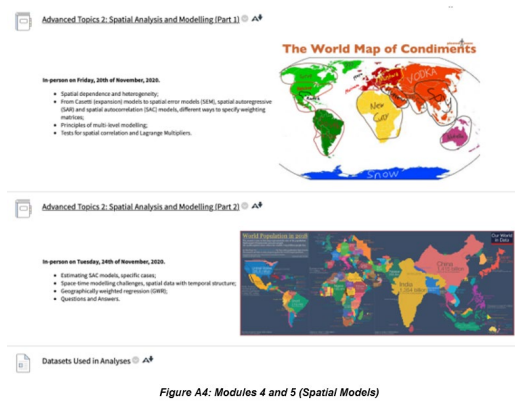 Advanced Topics 2: Spatial Analysis and Modelling (Part 1)
The World Map of Condiments
In-person on Friday, 20th of November, 2020.
Spatial dependence and heterogeneity;
From Casetti (expansion) models to spatial error models (SEM), spatial autoregressive
(SAR) and spatial autocorrelation (SAC) models, different ways to specify weighting
matrices;
Principles of multi-level modelling;
Tests for spatial correlation and Lagrange Multipliers.
VODKA
Soy
Snow
Advanced Topics 2: Spatial Analysis and Modelling (Part 2)
World Population in 2018
Our World
in Data
In-person on Tuesday, 24th of November, 2020.
Estimating SAC models, specific cases;
Space-time modelling challenges, spatial data with temporal structure;
Geographically weighted regression (GWR);
Questions and Answers.
China
India
Datasets Used in Analyses
Figure A4: Modules 4 and 5 (Spatial Models)